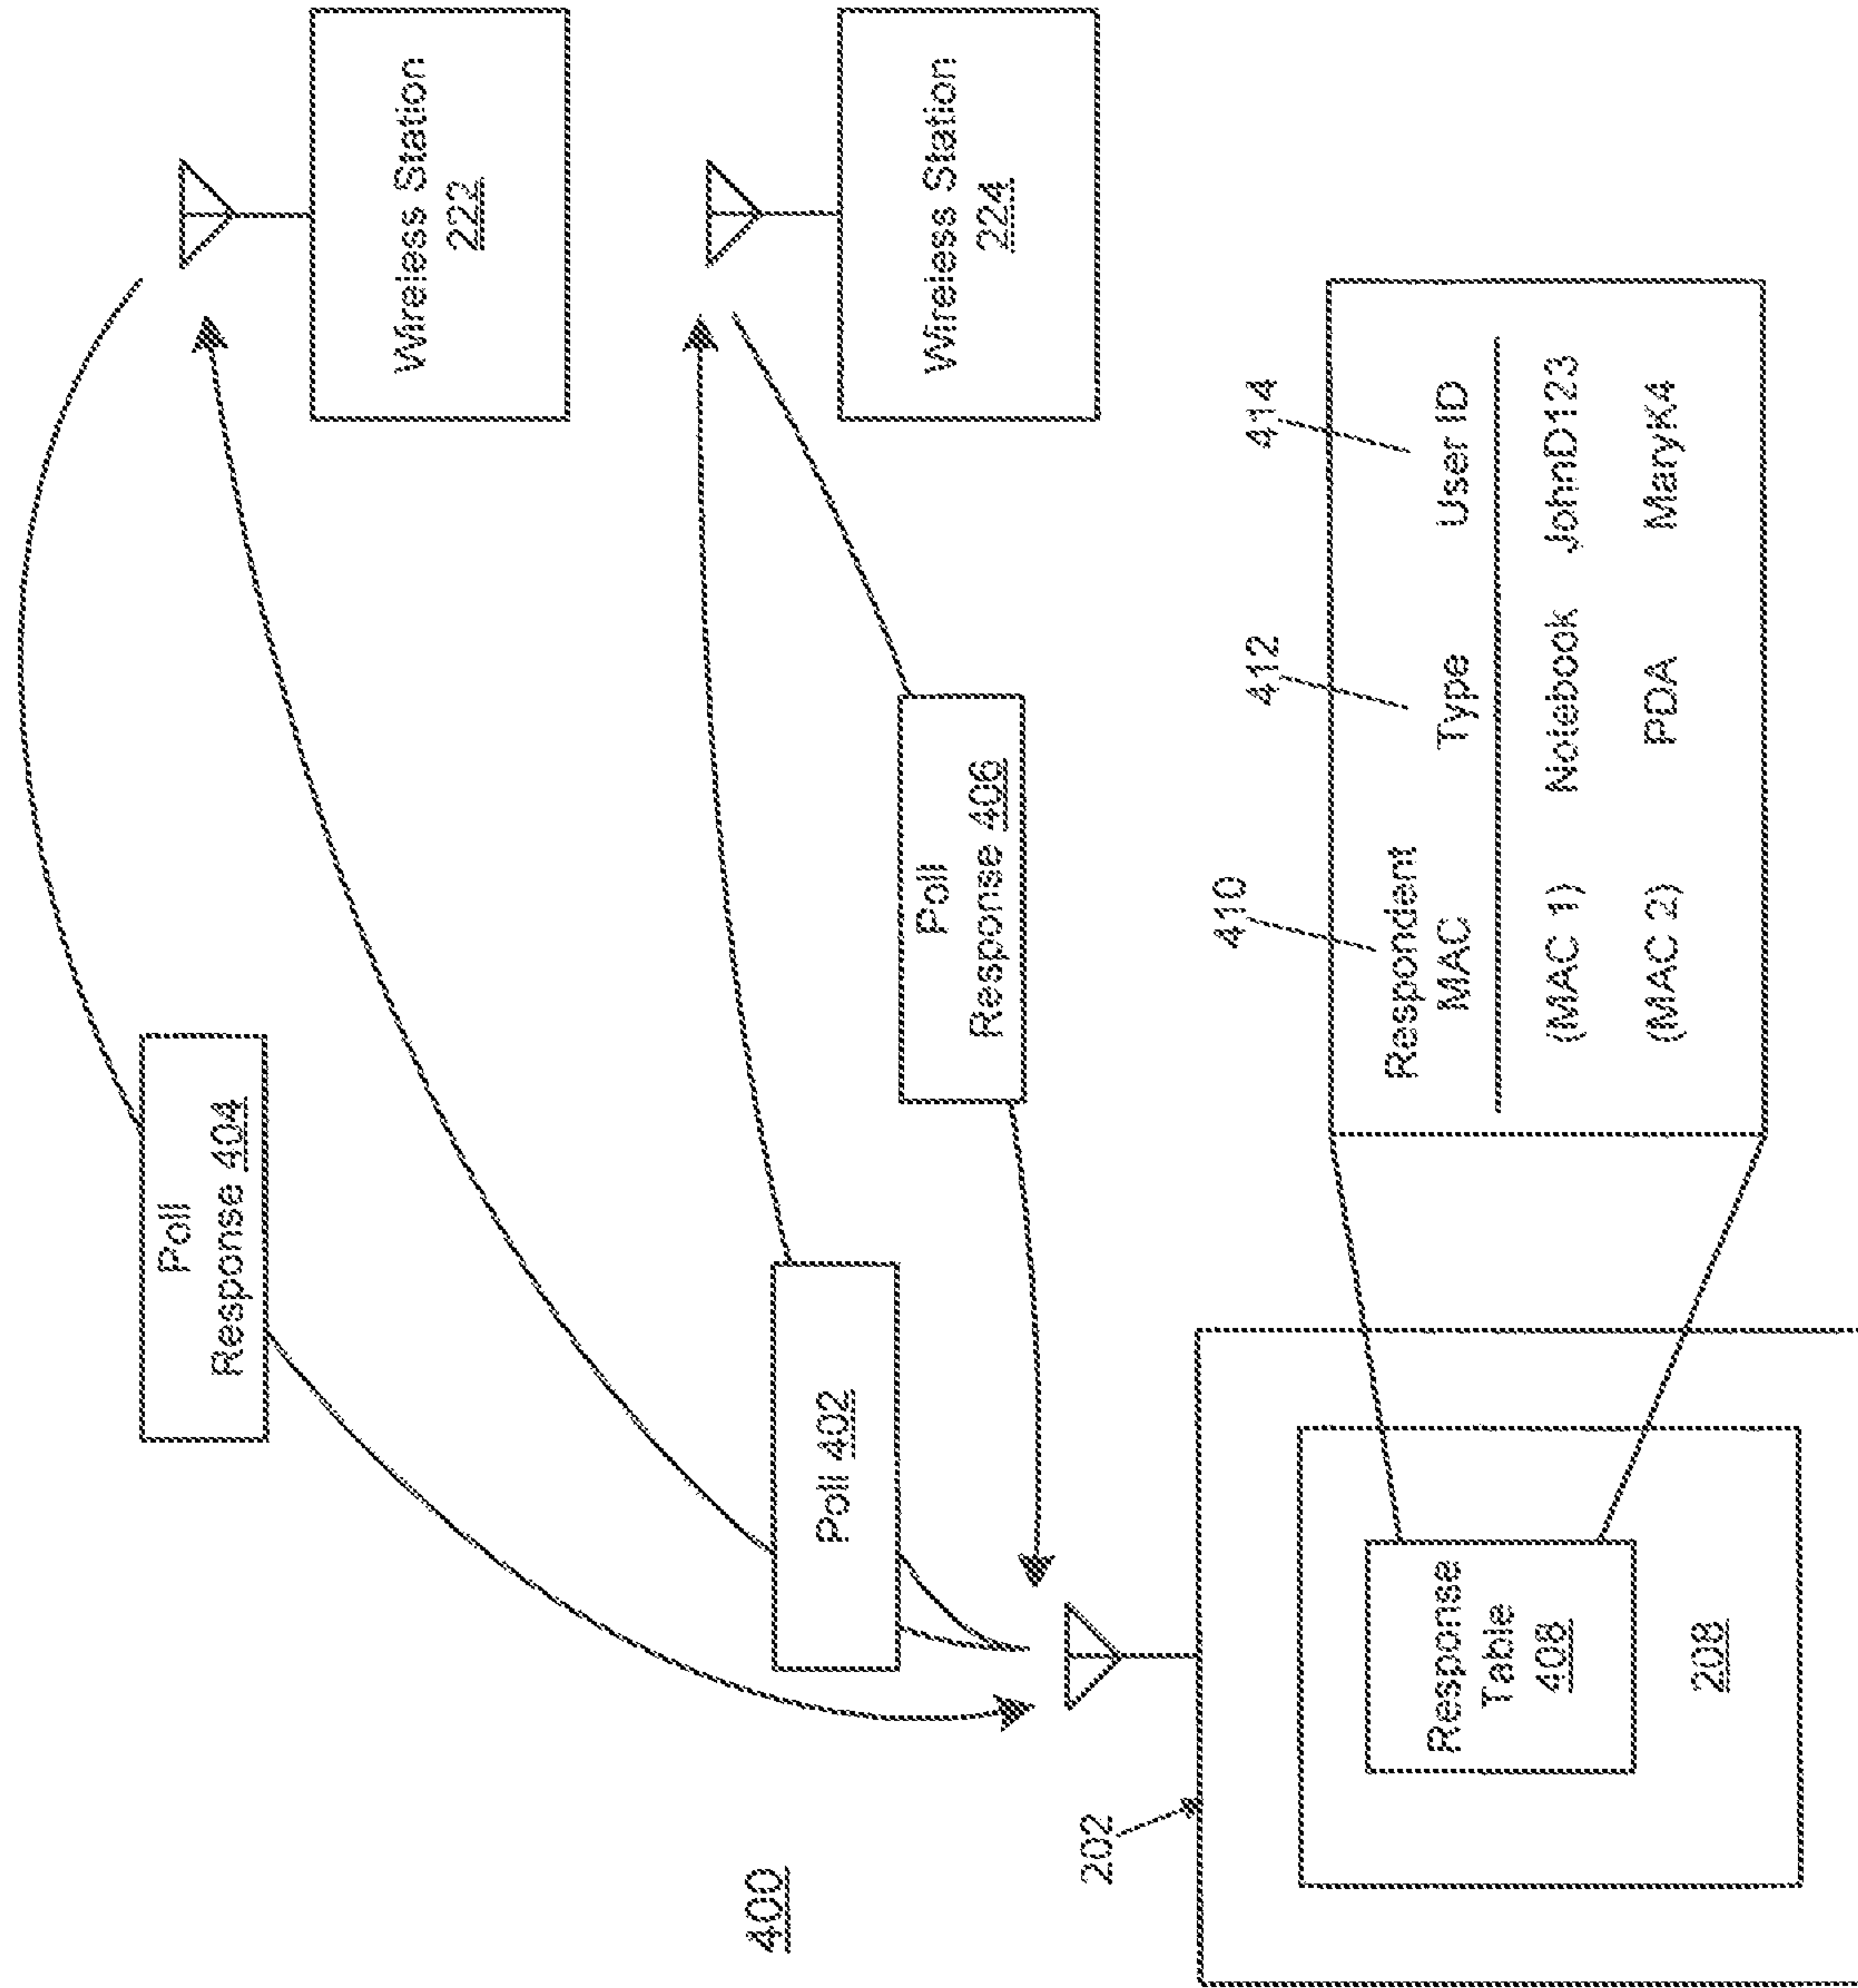 400
Poll
Response 404
Poll 402
Poll
Response 406
Wireless Station
222
Wireless Station
224
202
Response
Table
408
208
410
412
414
Respondent
MAC
Type
User ID
(MAC 1) Notebook JohnD123
(MAC 2) PDA MaryK4